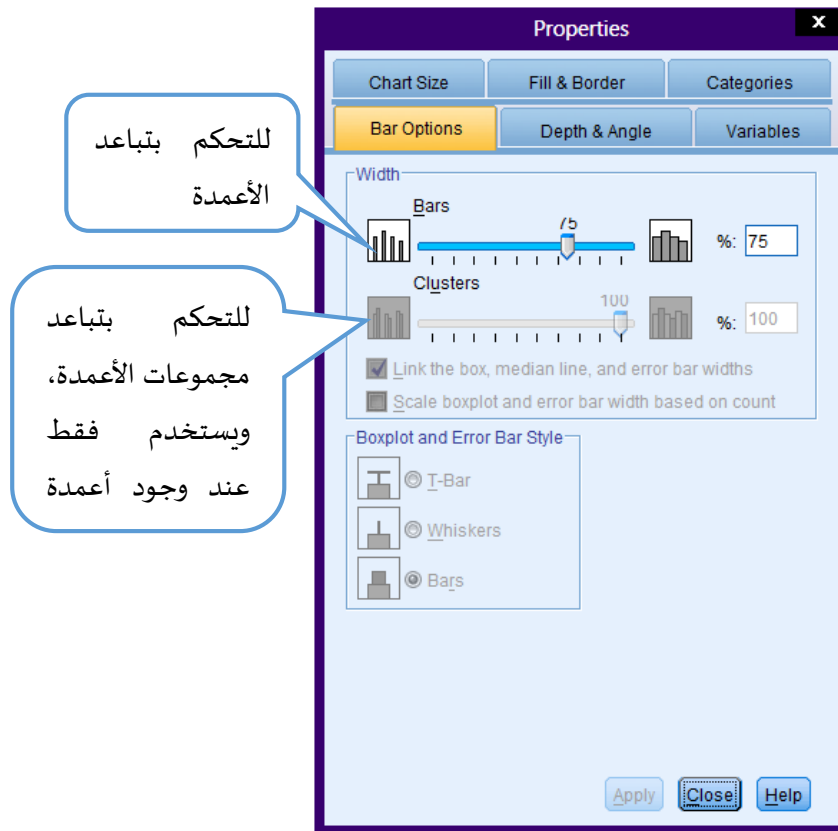 Properties
x
Chart Size
Fill & Border
Categories
Bar Options
Depth & Angle
Variables
للتحكم بتباعد
الأعمدة
Width
Bars
75
%: 75
Clusters
100
%: 100
للتحكم بتباعد
مجموعات الأعمدة،
ويستخدم فقط
عند وجود أعمدة
Link the box, median line, and error bar widths
Scale boxplot and error bar width based on count
Boxplot and Error Bar Style
T-Bar
Whiskers
Bars
Apply
Close
Help